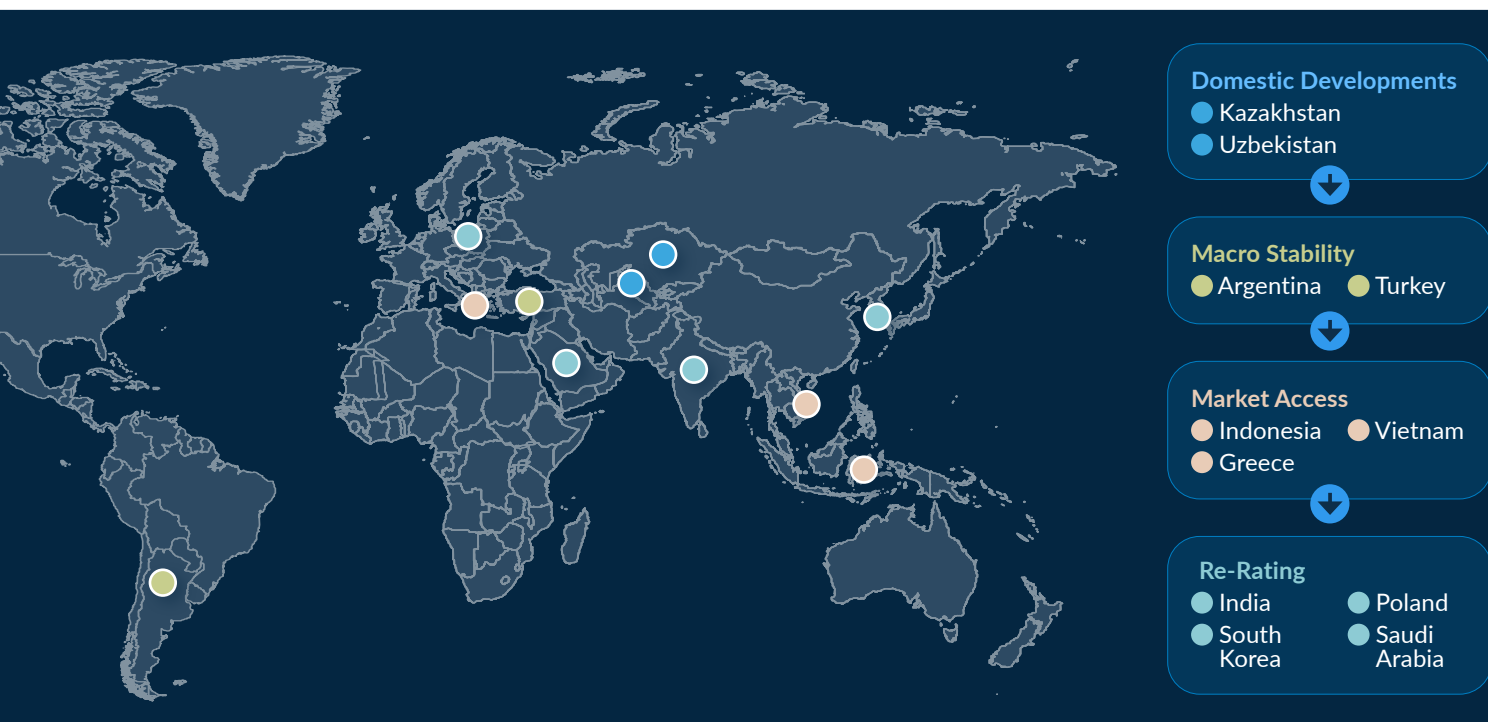 Domestic Developments
Kazakhstan
Uzbekistan
Macro Stability
Argentina Turkey
Market Access
Indonesia Vietnam
Greece
Re-Rating
India Poland
South Saudi
Korea Arabia